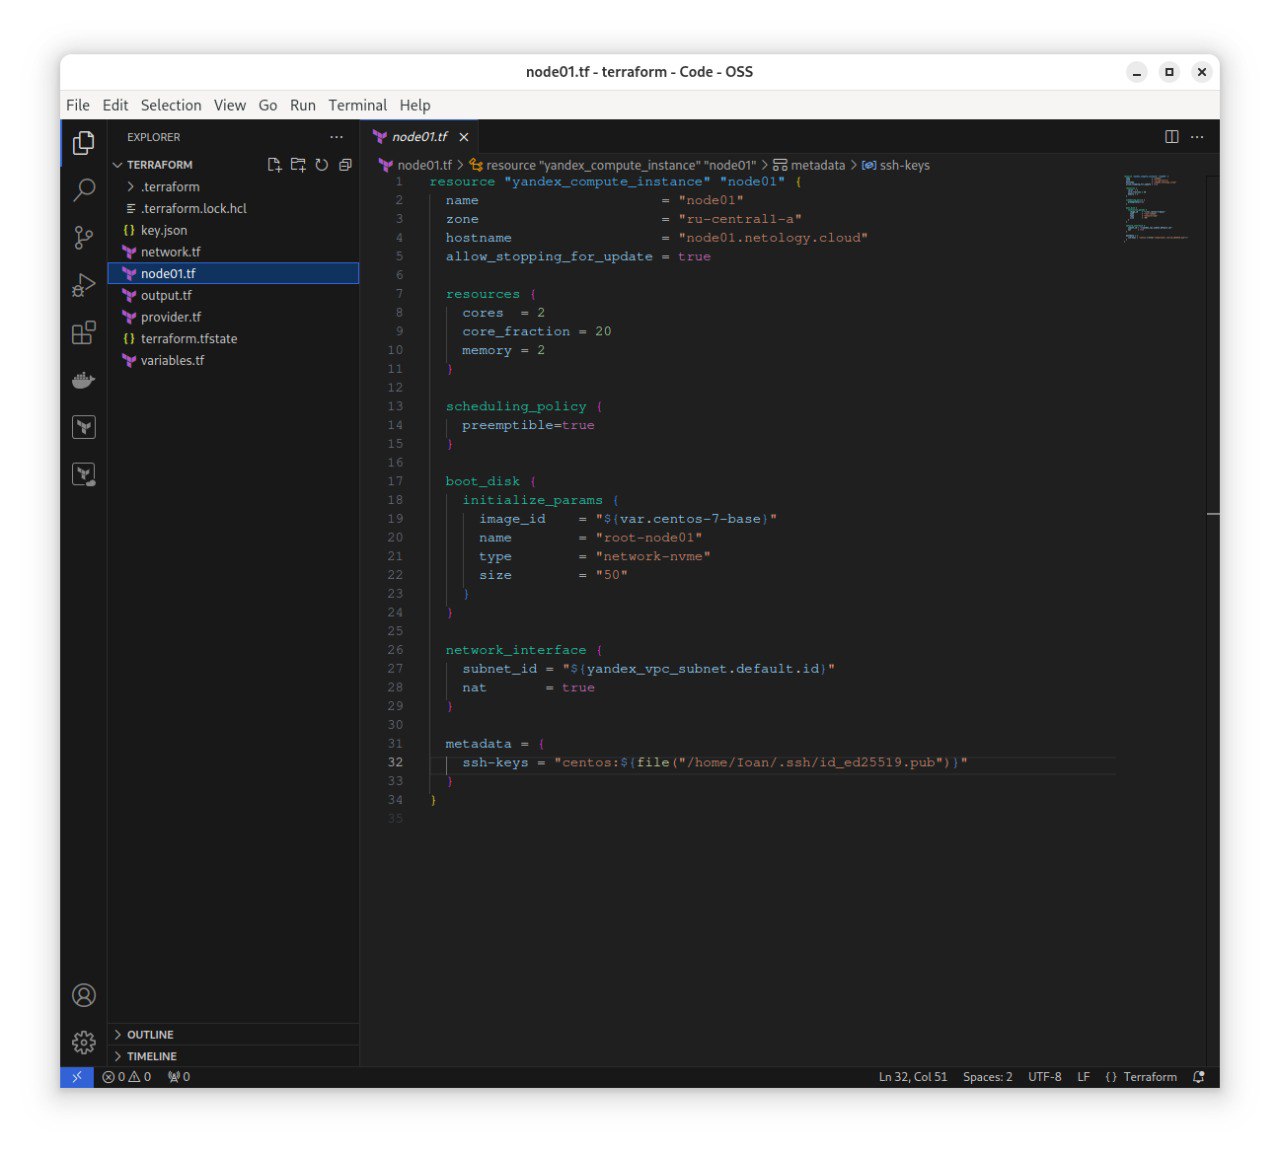 node01.tf - terraform - Code - OSS
File Edit Selection View Go Run Terminal Help
EXPLORER
TERRAFORM
.terraform
.terraform.lock.hcl
key.json
network.tf
node01.tf
output.tf
provider.tf
terraform.tfstate
variables.tf
OUTLINE
TIMELINE
node01.tf
node01.tf > resource "yandex_compute_instance" "node01" > metadata > ssh-keys
1 resource "yandex_compute_instance" "node01" {
2 name = "node01"
3 zone = "ru-central1-a"
4 hostname = "node01.netology.cloud"
5 allow_stopping_for_update = true
6
7 resources {
8 cores = 2
9 core_fraction = 20
10 memory = 2
11 }
12
13 scheduling_policy {
14 preemptible=true
15 }
16
17 boot_disk {
18 initialize_params {
19 image_id = "${var.centos-7-base}"
20 name = "root-node01"
21 type = "network-nvme"
22 size = "50"
23 }
24 }
25
26 network_interface {
27 subnet_id = "${yandex_vpc_subnet.default.id}"
28 nat = true
29 }
30
31 metadata = {
32 ssh-keys = "centos:${file("/home/Ioan/.ssh/id_ed25519.pub")}"
33 }
34 }
35
0 0 0 Ln 32, Col 51 Spaces: 2 UTF-8 LF {} Terraform